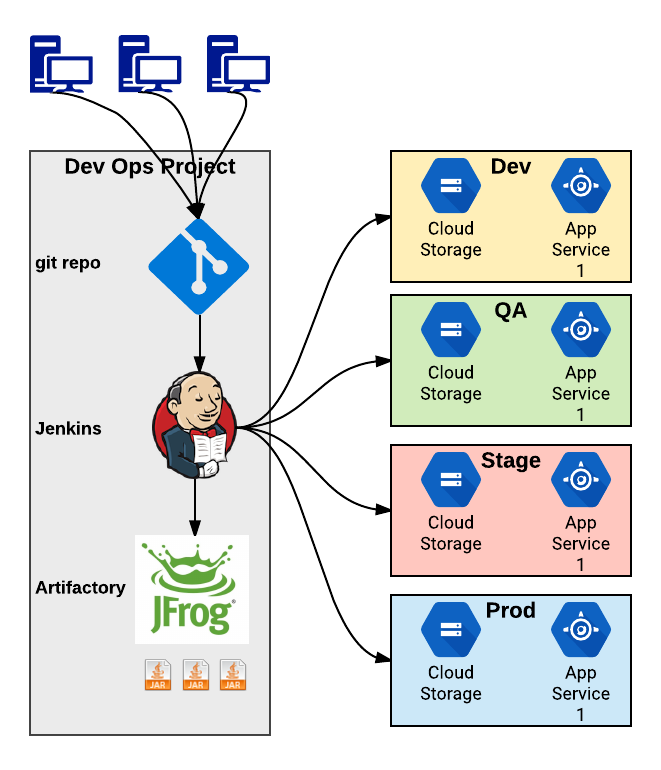 Dev Ops Project
git repo
Jenkins
Artifactory
JFrog
JAR
JAR
JAR
Dev
Cloud
Storage
App
Service
1
QA
Cloud
Storage
App
Service
1
Stage
Cloud
Storage
App
Service
1
Prod
Cloud
Storage
App
Service
1